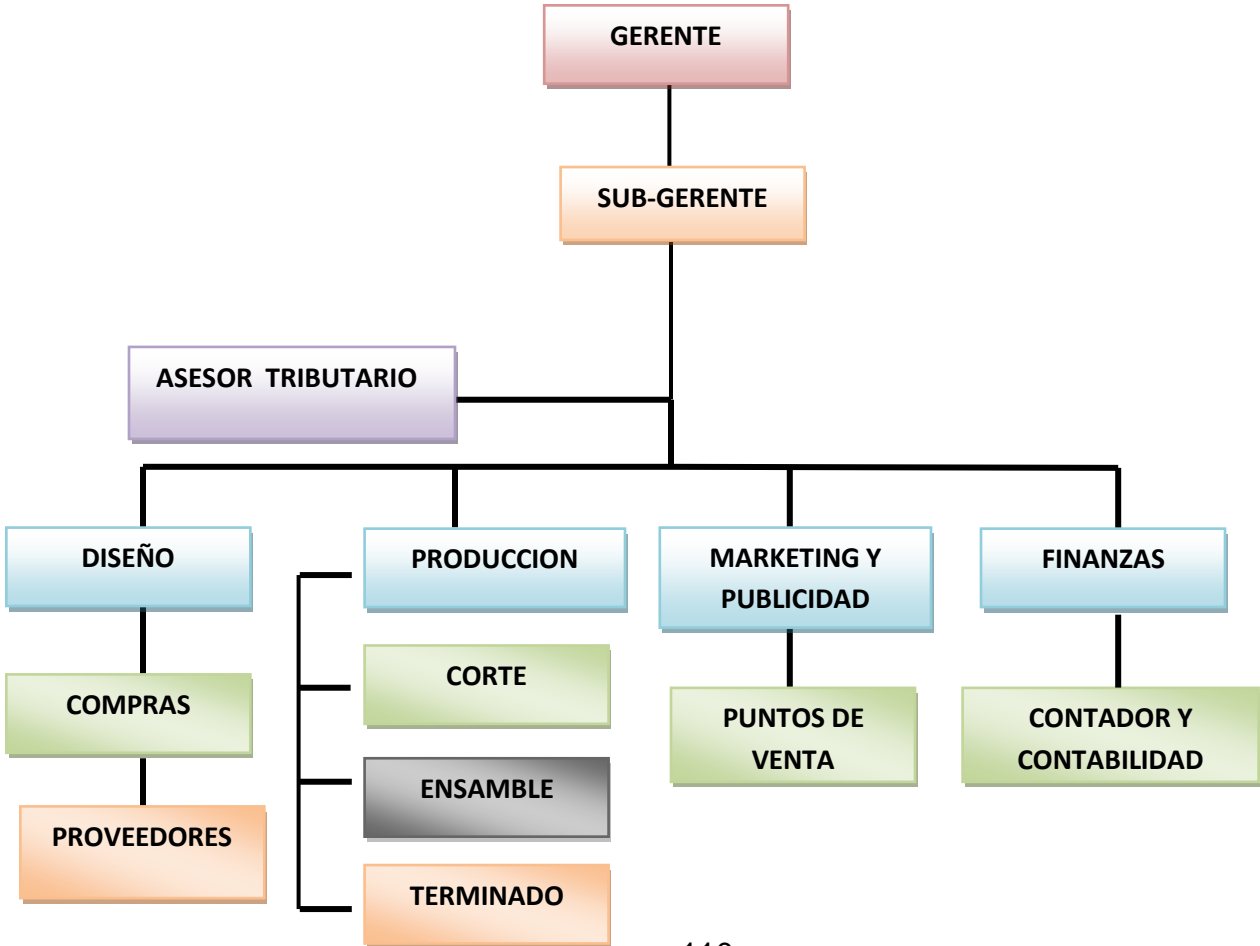 GERENTE
SUB-GERENTE
ASESOR TRIBUTARIO
DISEÑO
COMPRAS
PROVEEDORES
PRODUCCION
CORTE
ENSAMBLE
TERMINADO
MARKETING Y
PUBLICIDAD
PUNTOS DE
VENTA
FINANZAS
CONTADOR Y
CONTABILIDAD